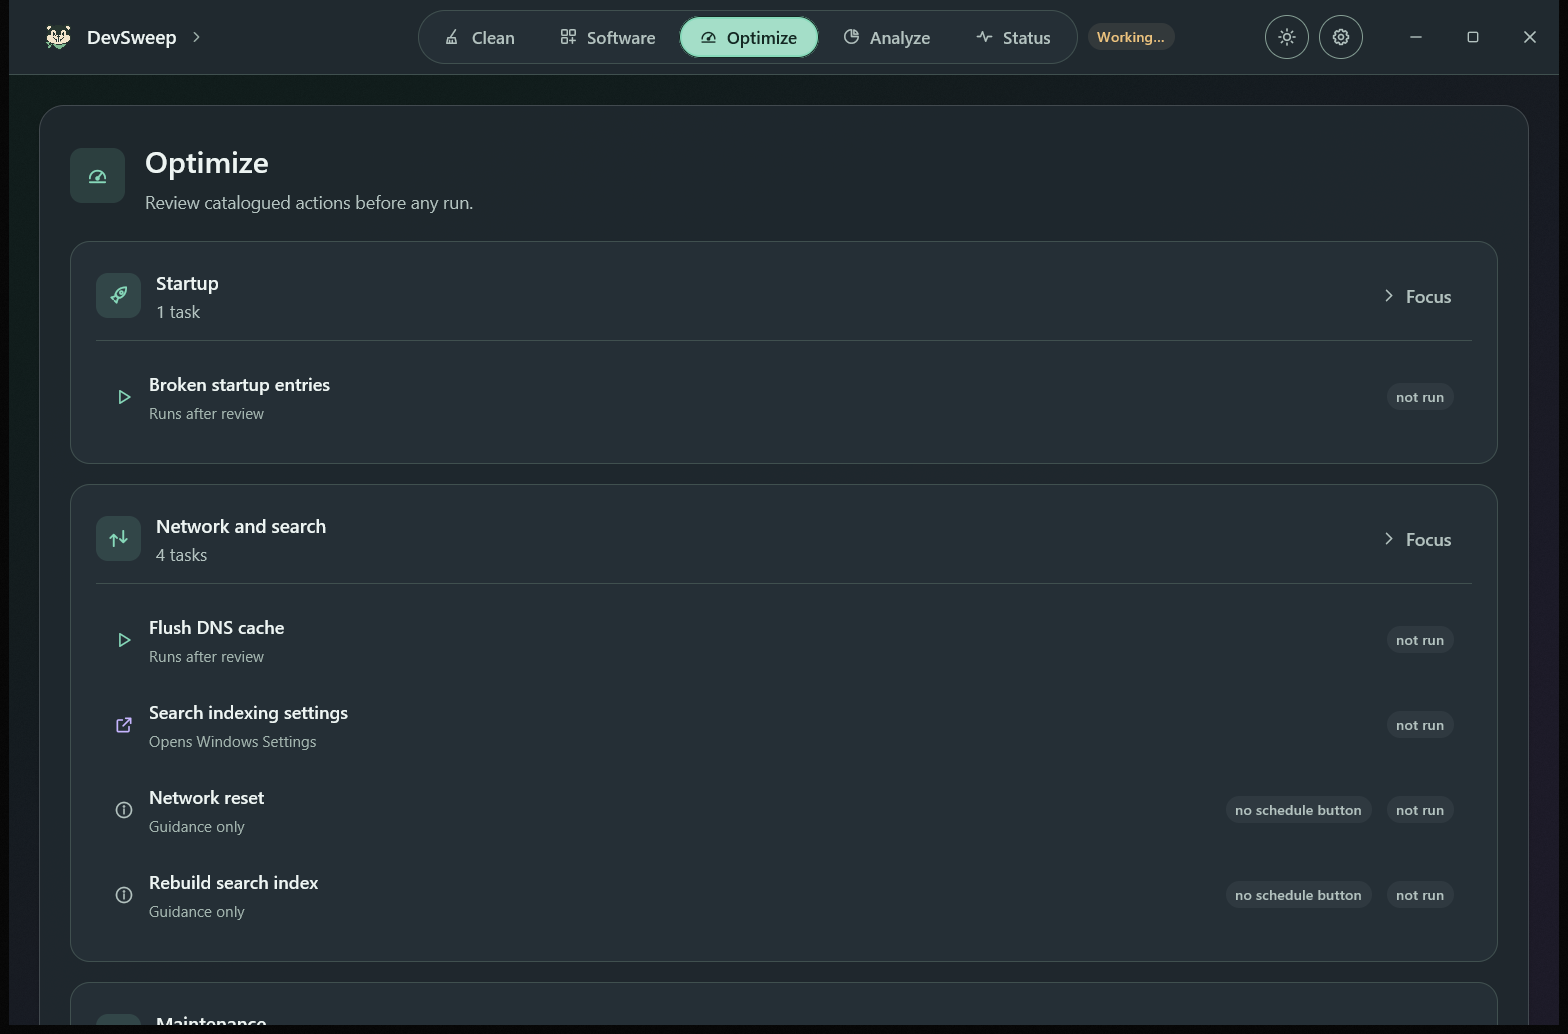 DevSweep
Clean
Software
Optimize
Analyze
Status
Working...
Optimize
Review catalogued actions before any run.
Startup
1 task
Focus
Broken startup entries
Runs after review
not run
Network and search
4 tasks
Focus
Flush DNS cache
Runs after review
not run
Search indexing settings
Opens Windows Settings
not run
Network reset
Guidance only
no schedule button
not run
Rebuild search index
Guidance only
no schedule button
not run
Maintenance